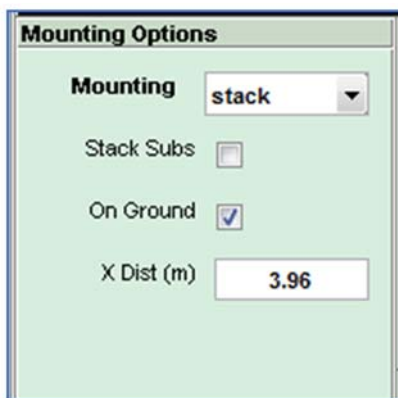 Mounting Options
Mounting stack
Stack Subs
On Ground
X Dist (m) 3.96